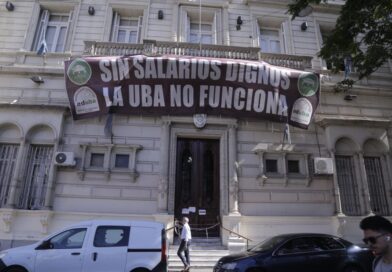 SIN SALARIOS DIGNOS
LA UBA NO FUNCIONA